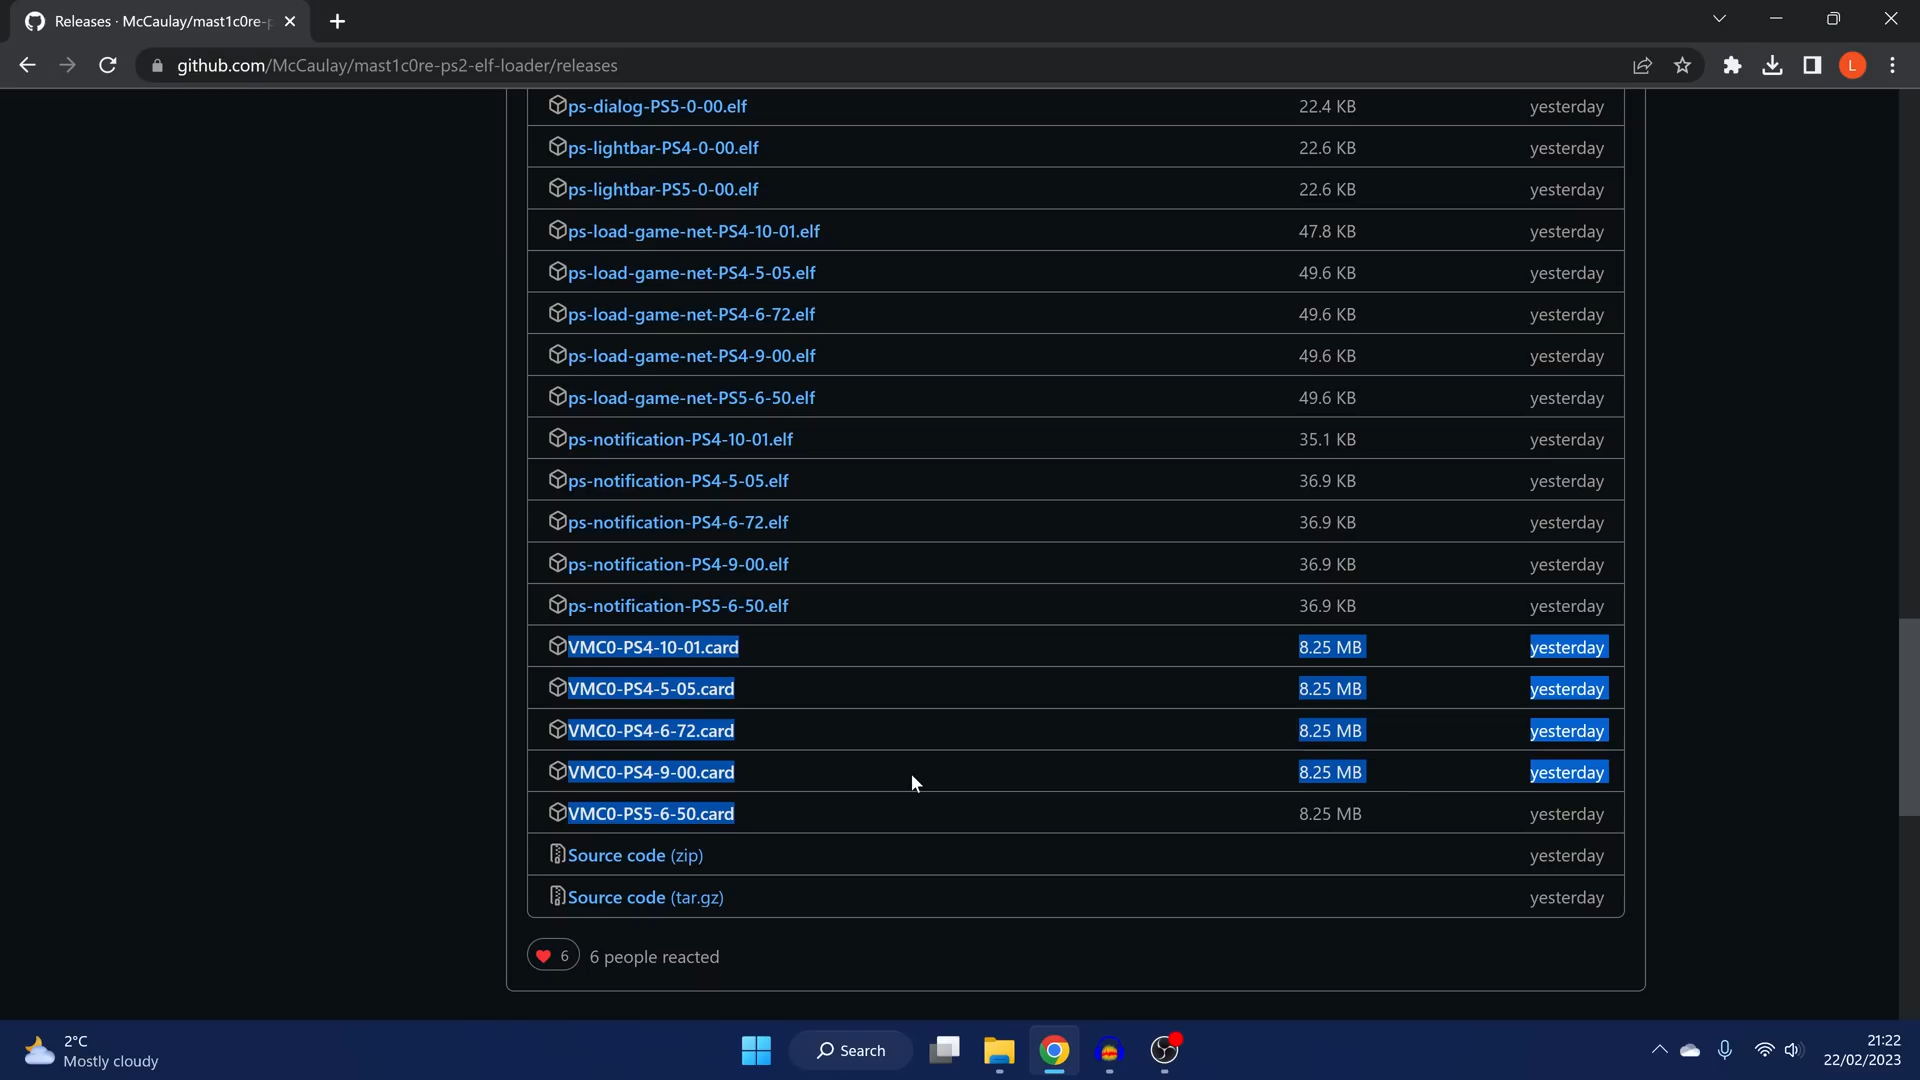 Releases · McCaulay/mast1c0re-p
github.com/McCaulay/mast1c0re-ps2-elf-loader/releases
L
ps-dialog-PS5-0-00.elf 22.4 KB yesterday
ps-lightbar-PS4-0-00.elf 22.6 KB yesterday
ps-lightbar-PS5-0-00.elf 22.6 KB yesterday
ps-load-game-net-PS4-10-01.elf 47.8 KB yesterday
ps-load-game-net-PS4-5-05.elf 49.6 KB yesterday
ps-load-game-net-PS4-6-72.elf 49.6 KB yesterday
ps-load-game-net-PS4-9-00.elf 49.6 KB yesterday
ps-load-game-net-PS5-6-50.elf 49.6 KB yesterday
ps-notification-PS4-10-01.elf 35.1 KB yesterday
ps-notification-PS4-5-05.elf 36.9 KB yesterday
ps-notification-PS4-6-72.elf 36.9 KB yesterday
ps-notification-PS4-9-00.elf 36.9 KB yesterday
ps-notification-PS5-6-50.elf 36.9 KB yesterday
VMC0-PS4-10-01.card 8.25 MB yesterday
VMC0-PS4-5-05.card 8.25 MB yesterday
VMC0-PS4-6-72.card 8.25 MB yesterday
VMC0-PS4-9-00.card 8.25 MB yesterday
VMC0-PS5-6-50.card 8.25 MB yesterday
Source code (zip) yesterday
Source code (tar.gz) yesterday
6 6 people reacted
2°C
Mostly cloudy
Search
21:22
22/02/2023